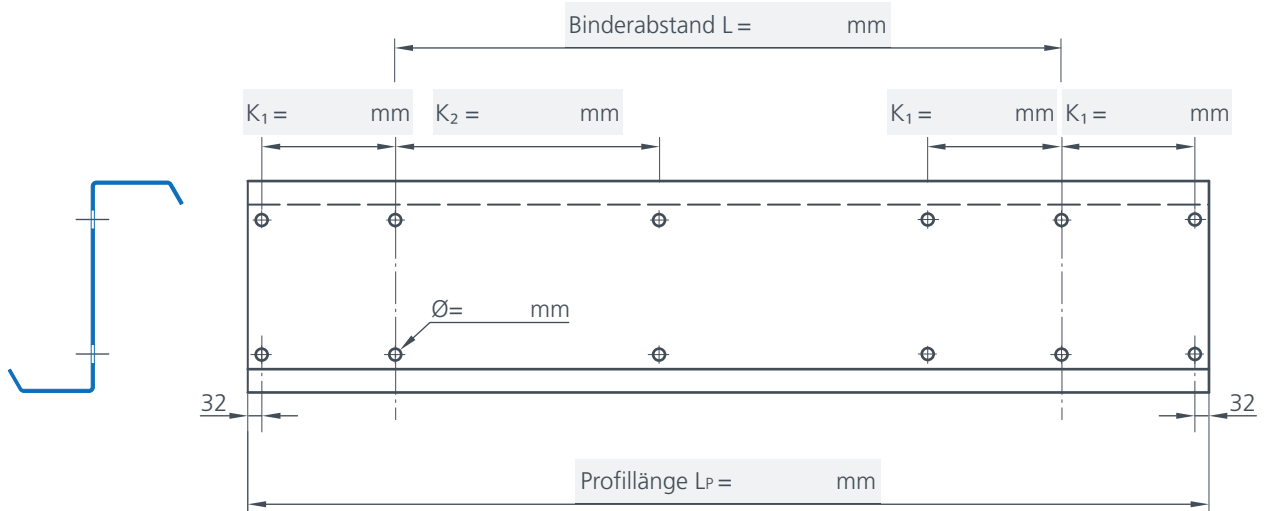 Binderabstand L = mm
K₁ = mm K₂ = mm K₁ = mm K₁ = mm
Ø= mm
32 32
Profillänge LP = mm